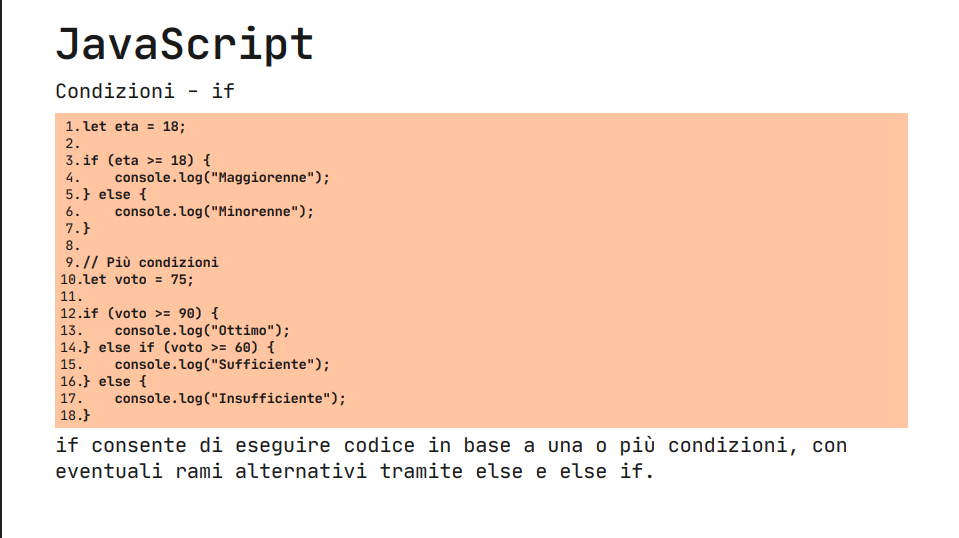 JavaScript
Condizioni – if
1. let eta = 18;
2.
3. if (eta >= 18) {
4.     console.log("Maggiorenne");
5. } else {
6.     console.log("Minorenne");
7. }
8.
9. // Più condizioni
10. let voto = 75;
11.
12. if (voto >= 90) {
13.     console.log("Ottimo");
14. } else if (voto >= 60) {
15.     console.log("Sufficiente");
16. } else {
17.     console.log("Insufficiente");
18. }
if consente di eseguire codice in base a una o più condizioni, con
eventuali rami alternativi tramite else e else if.